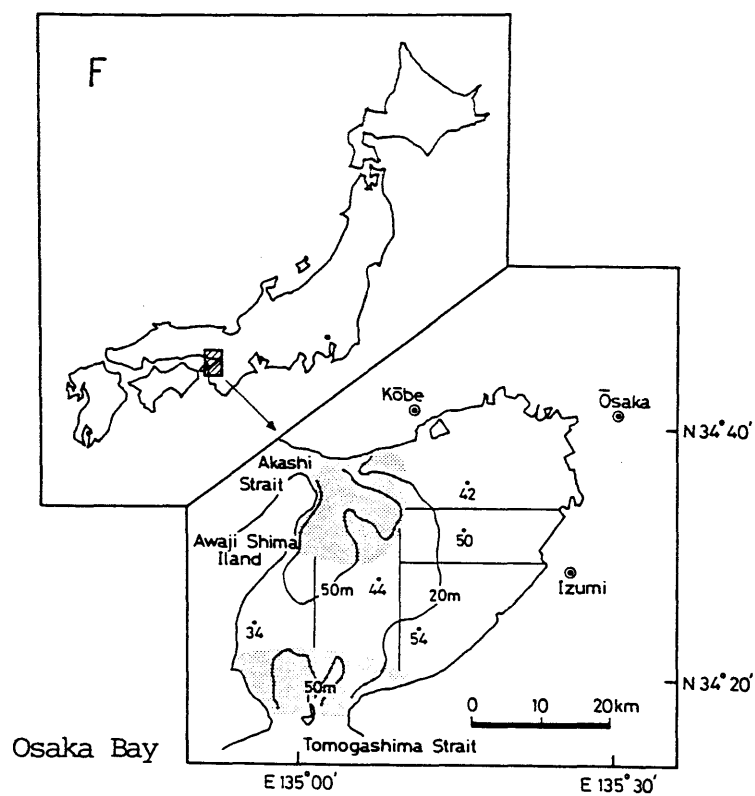 F
Kōbe
Ōsaka
N 34°40'
Akashi
Strait
42
Awaji Shima
Iland
50
Izumi
50m
44
20m
34
54
50m
N 34°20'
0 10 20km
Osaka Bay
Tomogashima Strait
E 135°00'
E 135°30'